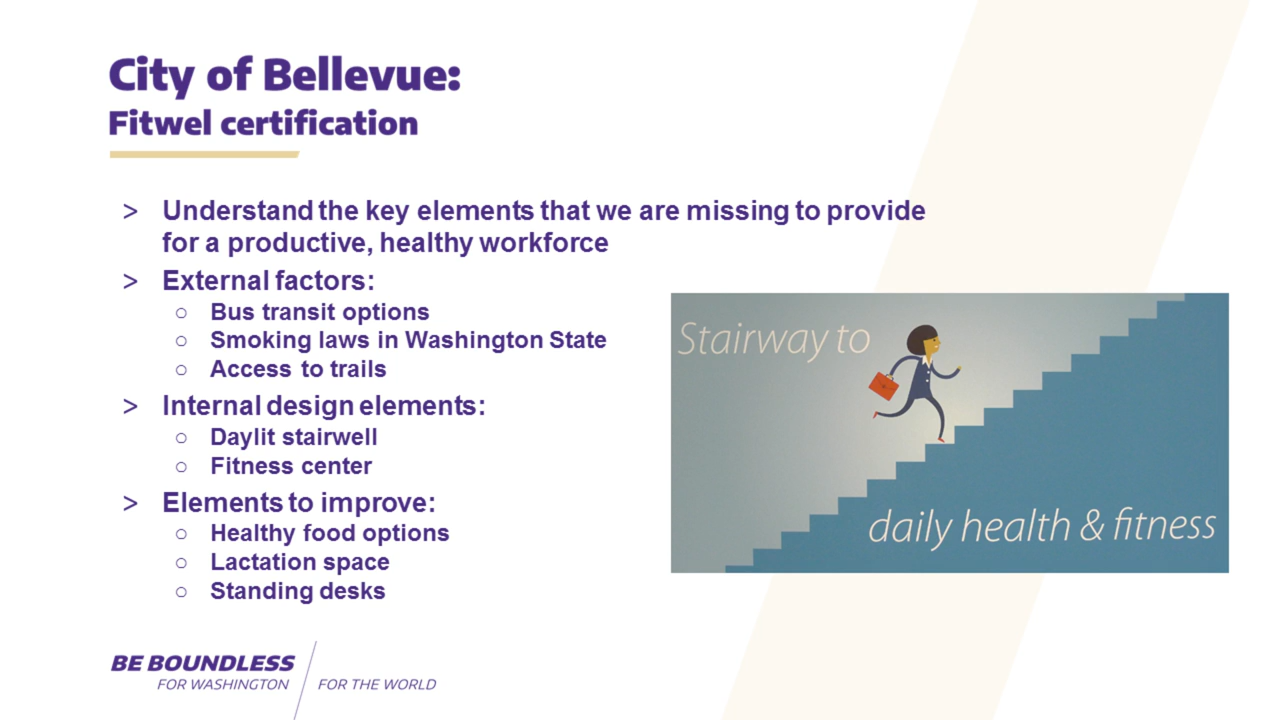 City of Bellevue:
Fitwel certification
> Understand the key elements that we are missing to provide
for a productive, healthy workforce
> External factors:
○ Bus transit options
○ Smoking laws in Washington State
○ Access to trails
> Internal design elements:
○ Daylit stairwell
○ Fitness center
> Elements to improve:
○ Healthy food options
○ Lactation space
○ Standing desks
Stairway to
daily health & fitness
BE BOUNDLESS
FOR WASHINGTON FOR THE WORLD